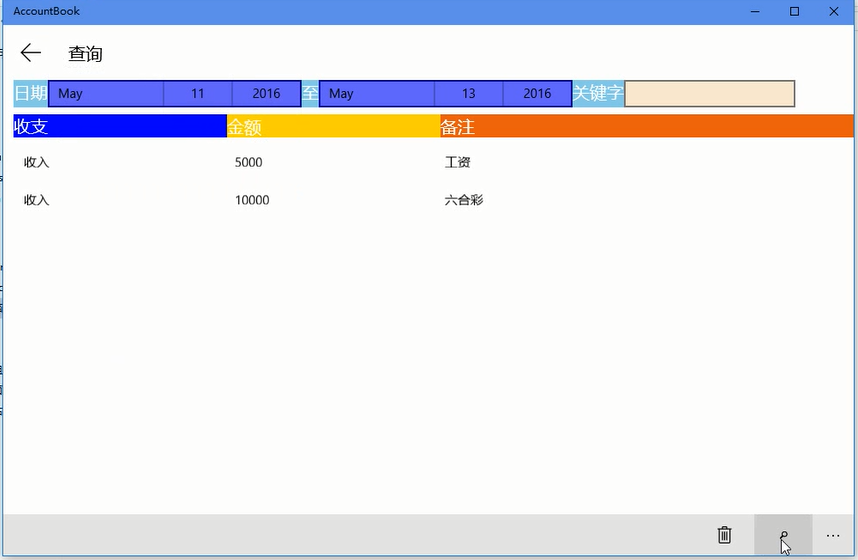 AccountBook
查询
日期 May 11 2016 至 May 13 2016 关键字
收支 金额 备注
收入 5000 工资
收入 10000 六合彩